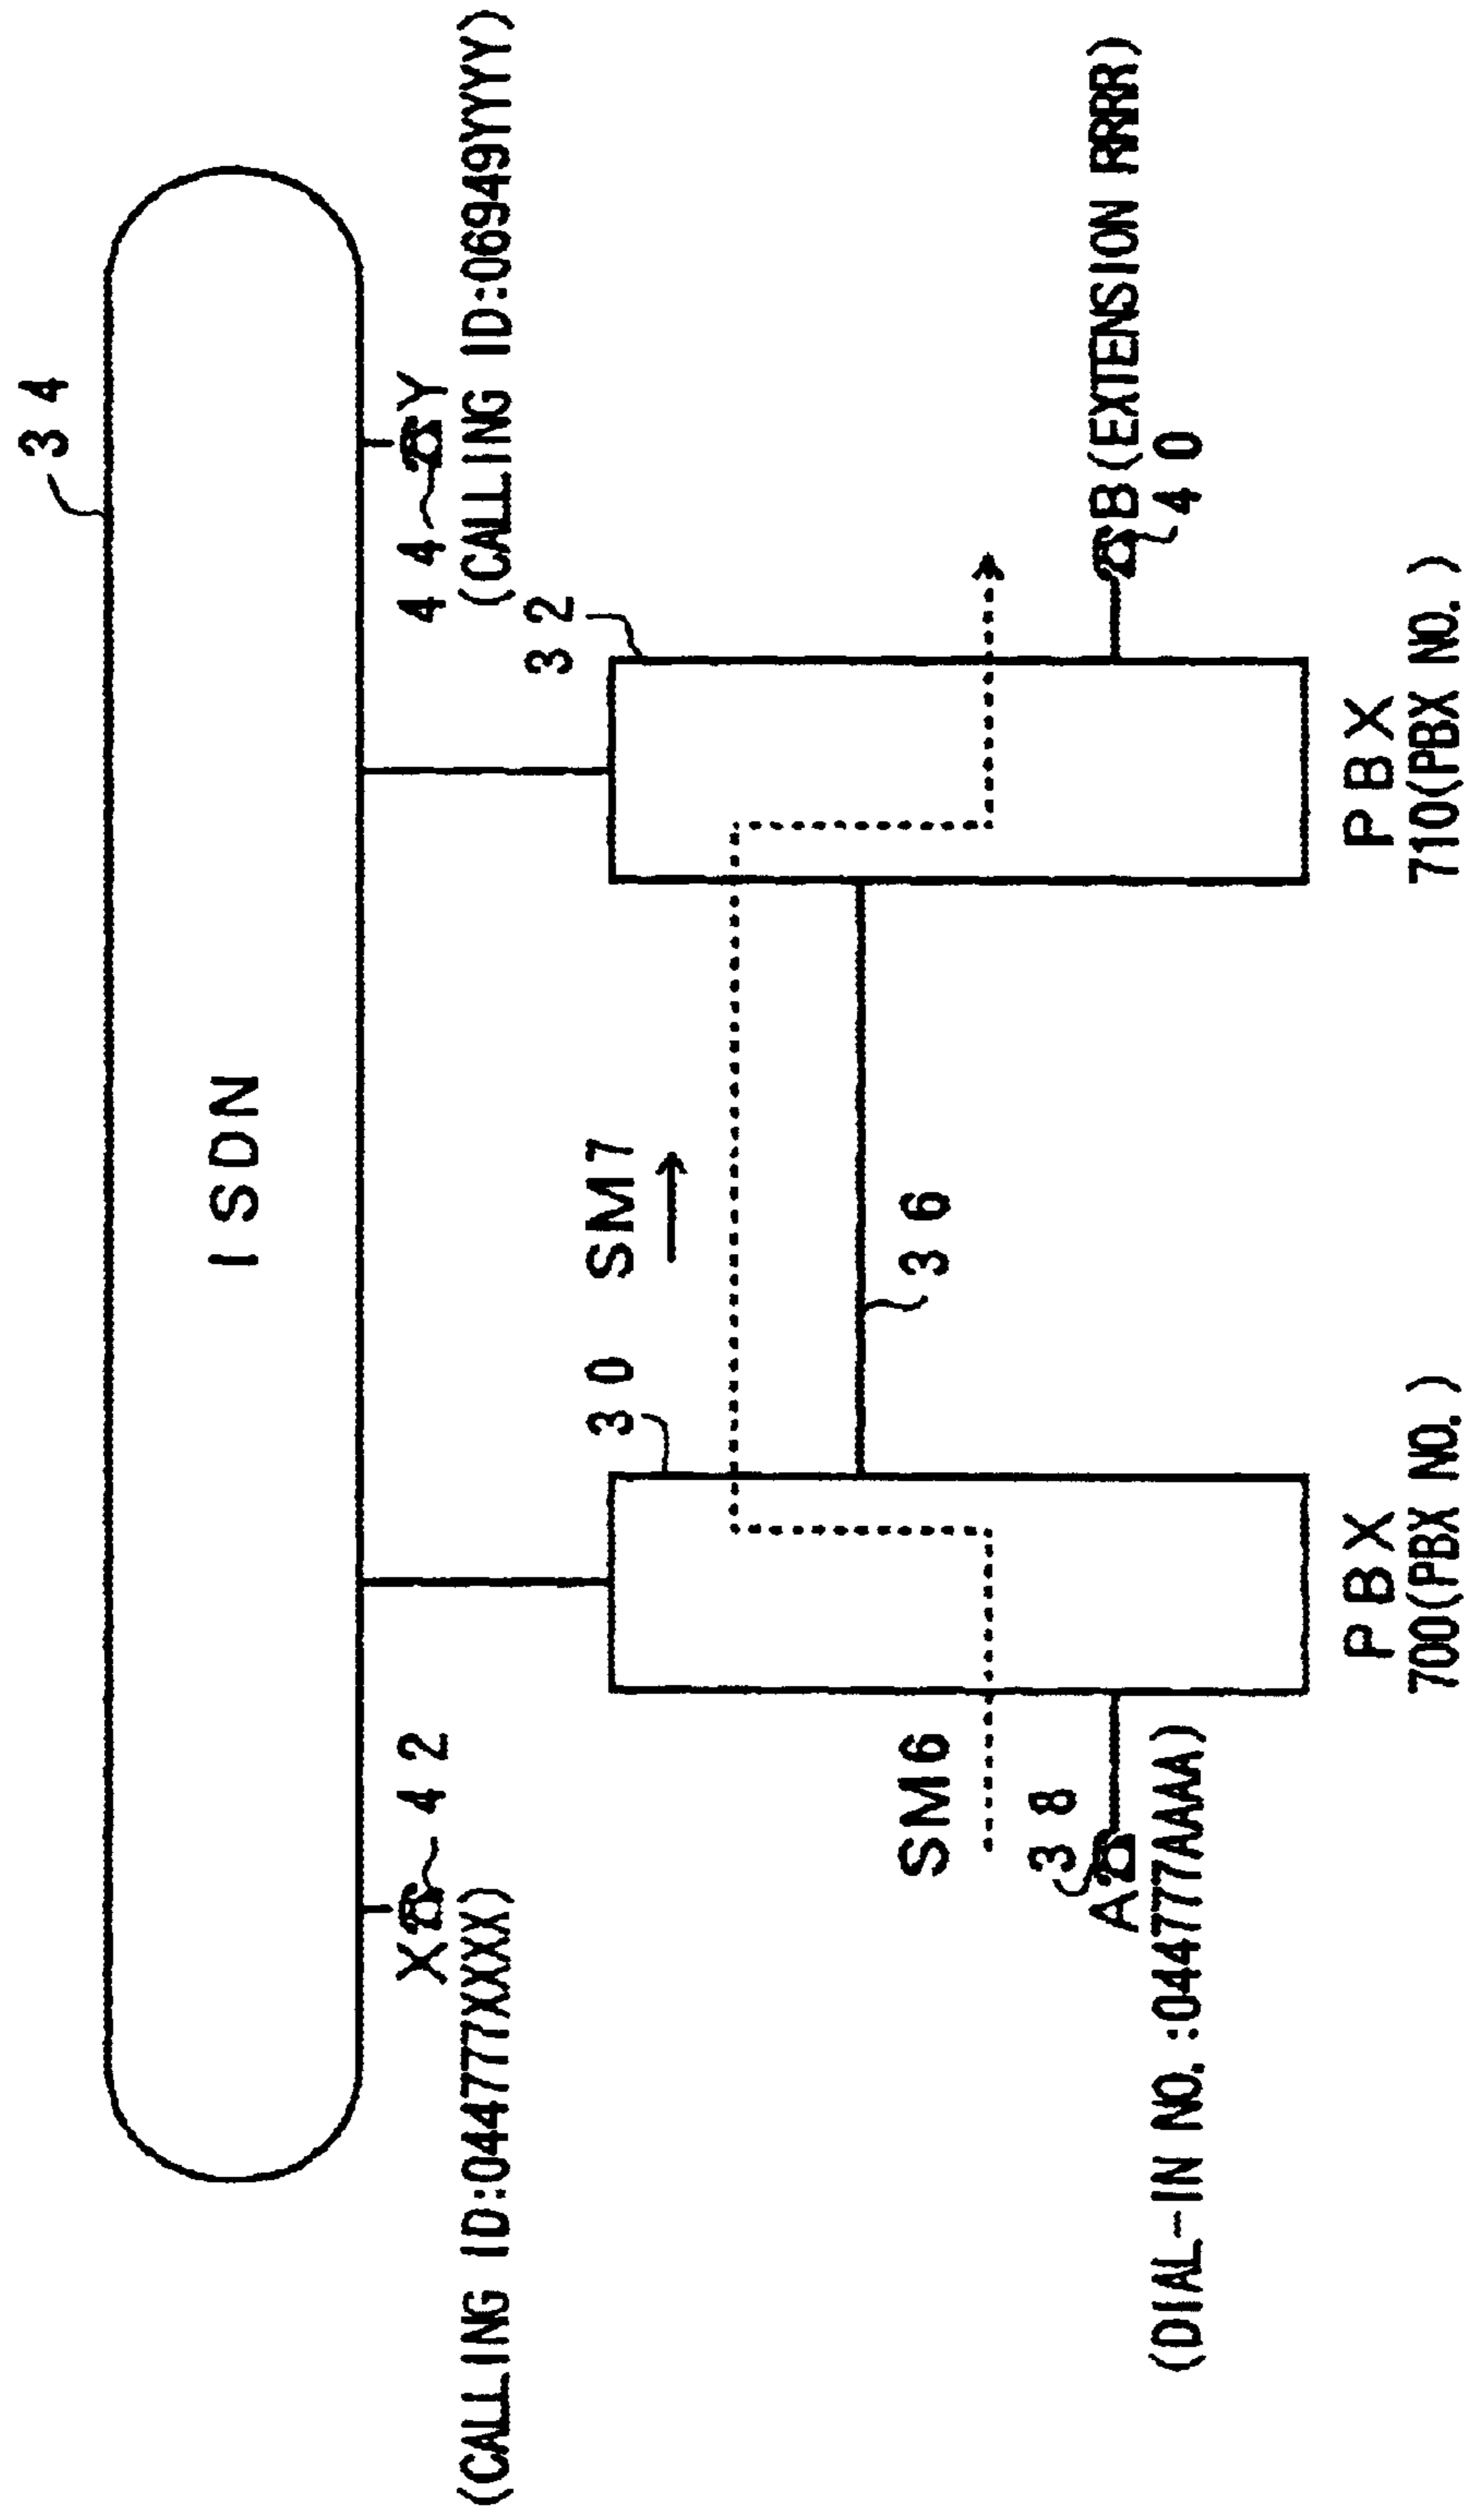 34
ISDN
X 42
44 Y
(CALLING ID:044777XXXX)
(CALLING ID:06949YYYY)
32
30
SM7
36
SM6
38
A
B(EXTENSION RRRR)
40
(DIAL-IN NO.:044777AAAA)
PBX
PBX
700(PBX NO.)
710(PBX NO.)